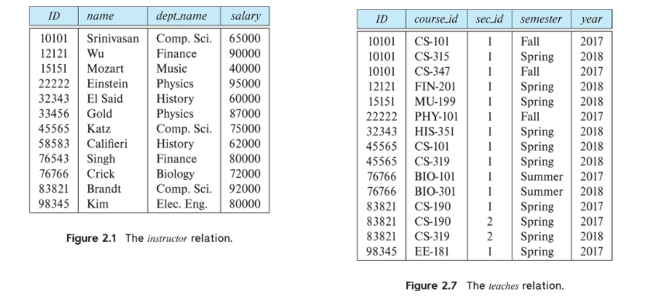 ID name dept_name salary
10101 Srinivasan Comp. Sci. 65000
12121 Wu Finance 90000
15151 Mozart Music 40000
22222 Einstein Physics 95000
32343 El Said History 60000
33456 Gold Physics 87000
45565 Katz Comp. Sci. 75000
58583 Califieri History 62000
76543 Singh Finance 80000
76766 Crick Biology 72000
83821 Brandt Comp. Sci. 92000
98345 Kim Elec. Eng. 80000
Figure 2.1 The instructor relation.
ID course_id sec_id semester year
10101 CS-101 1 Fall 2017
10101 CS-315 1 Spring 2018
10101 CS-347 1 Fall 2017
12121 FIN-201 1 Spring 2018
15151 MU-199 1 Spring 2018
22222 PHY-101 1 Fall 2017
32343 HIS-351 1 Spring 2018
45565 CS-101 1 Spring 2018
45565 CS-319 1 Spring 2018
76766 BIO-101 1 Summer 2017
76766 BIO-301 1 Summer 2018
83821 CS-190 1 Spring 2017
83821 CS-190 2 Spring 2017
83821 CS-319 2 Spring 2018
98345 EE-181 1 Spring 2017
Figure 2.7 The teaches relation.